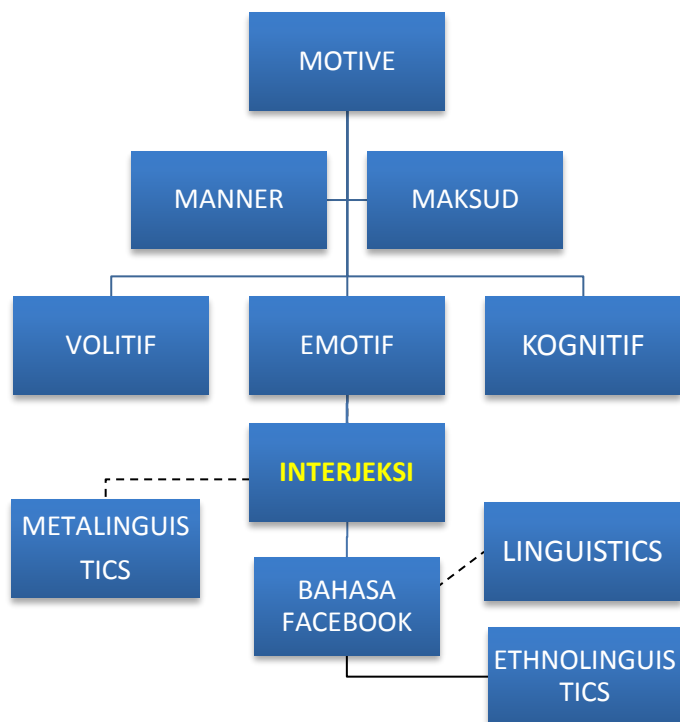 MOTIVE
MANNER
MAKSUD
VOLITIF
EMOTIF
KOGNITIF
INTERJEKSI
METALINGUIS
TICS
LINGUISTICS
BAHASA
FACEBOOK
ETHNOLINGUIS
TICS